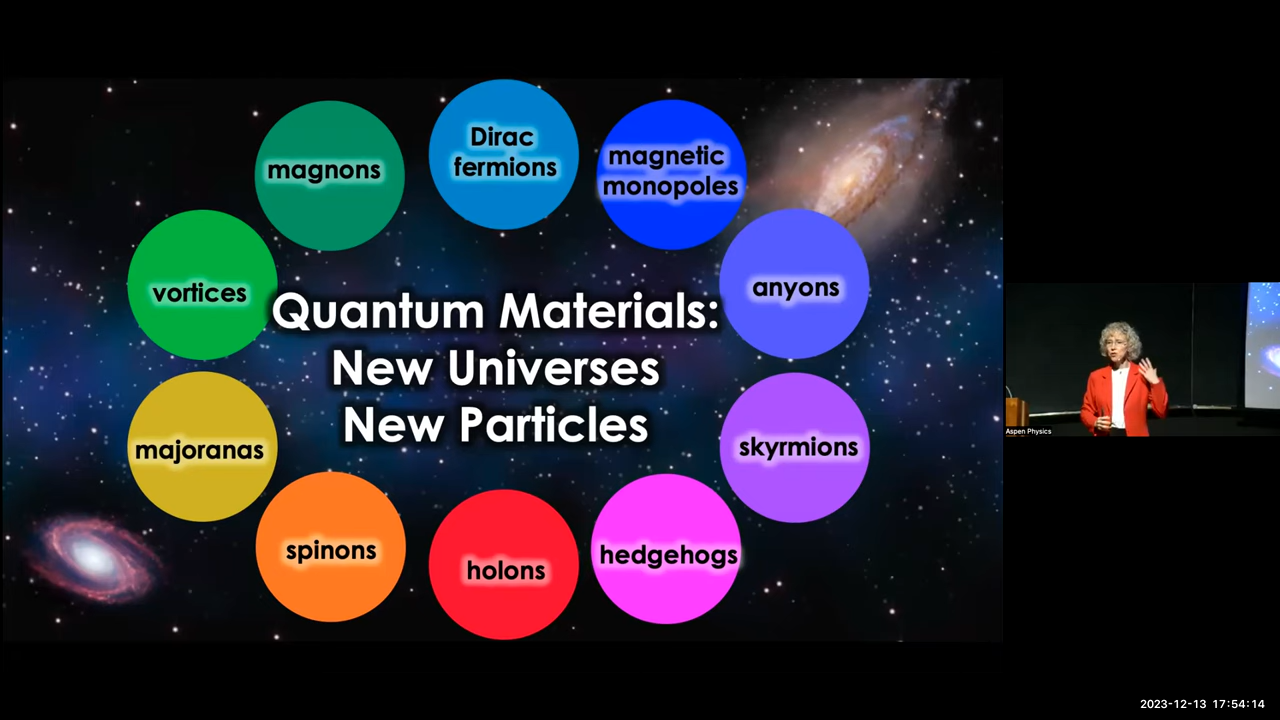 Dirac
fermions
magnons
magnetic
monopoles
vortices
anyons
Quantum Materials:
New Universes
New Particles
majoranas
skyrmions
spinons
holons
hedgehogs
Aspen Physics
2023-12-13 17:54:14